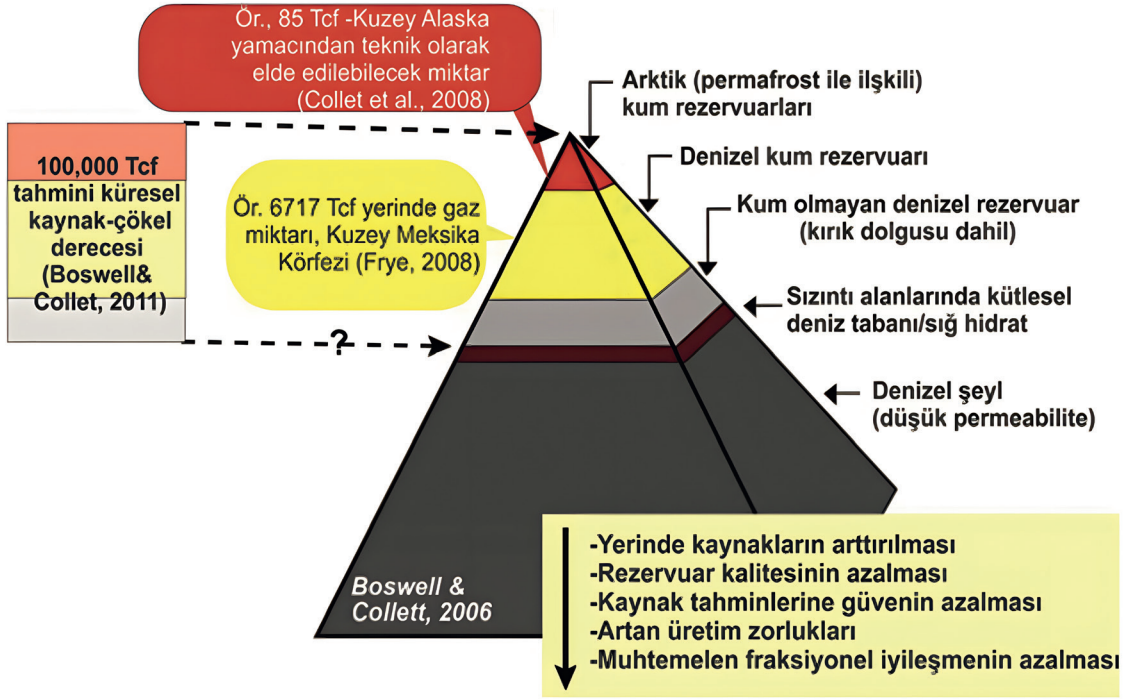 Ör., 85 Tcf -Kuzey Alaska
yamacından teknik olarak
elde edilebilecek miktar
(Collet et al., 2008)
100,000 Tcf
tahmini küresel
kaynak-çökel
derecesi
(Boswell&
Collet, 2011)
Ör. 6717 Tcf yerinde gaz
miktarı, Kuzey Meksika
Körfezi (Frye, 2008)
?
Arktik (permafrost ile ilşkili)
kum rezervuarları
Denizel kum rezervuarı
Kum olmayan denizel rezervuar
(kırık dolgusu dahil)
Sızıntı alanlarında kütlesel
deniz tabanı/sığ hidrat
Denizel şeyl
(düşük permeabilite)
Boswell &
Collett, 2006
-Yerinde kaynakların arttırılması
-Rezervuar kalitesinin azalması
-Kaynak tahminlerine güvenin azalması
-Artan üretim zorlukları
-Muhtemelen fraksiyonel iyileşmenin azalması